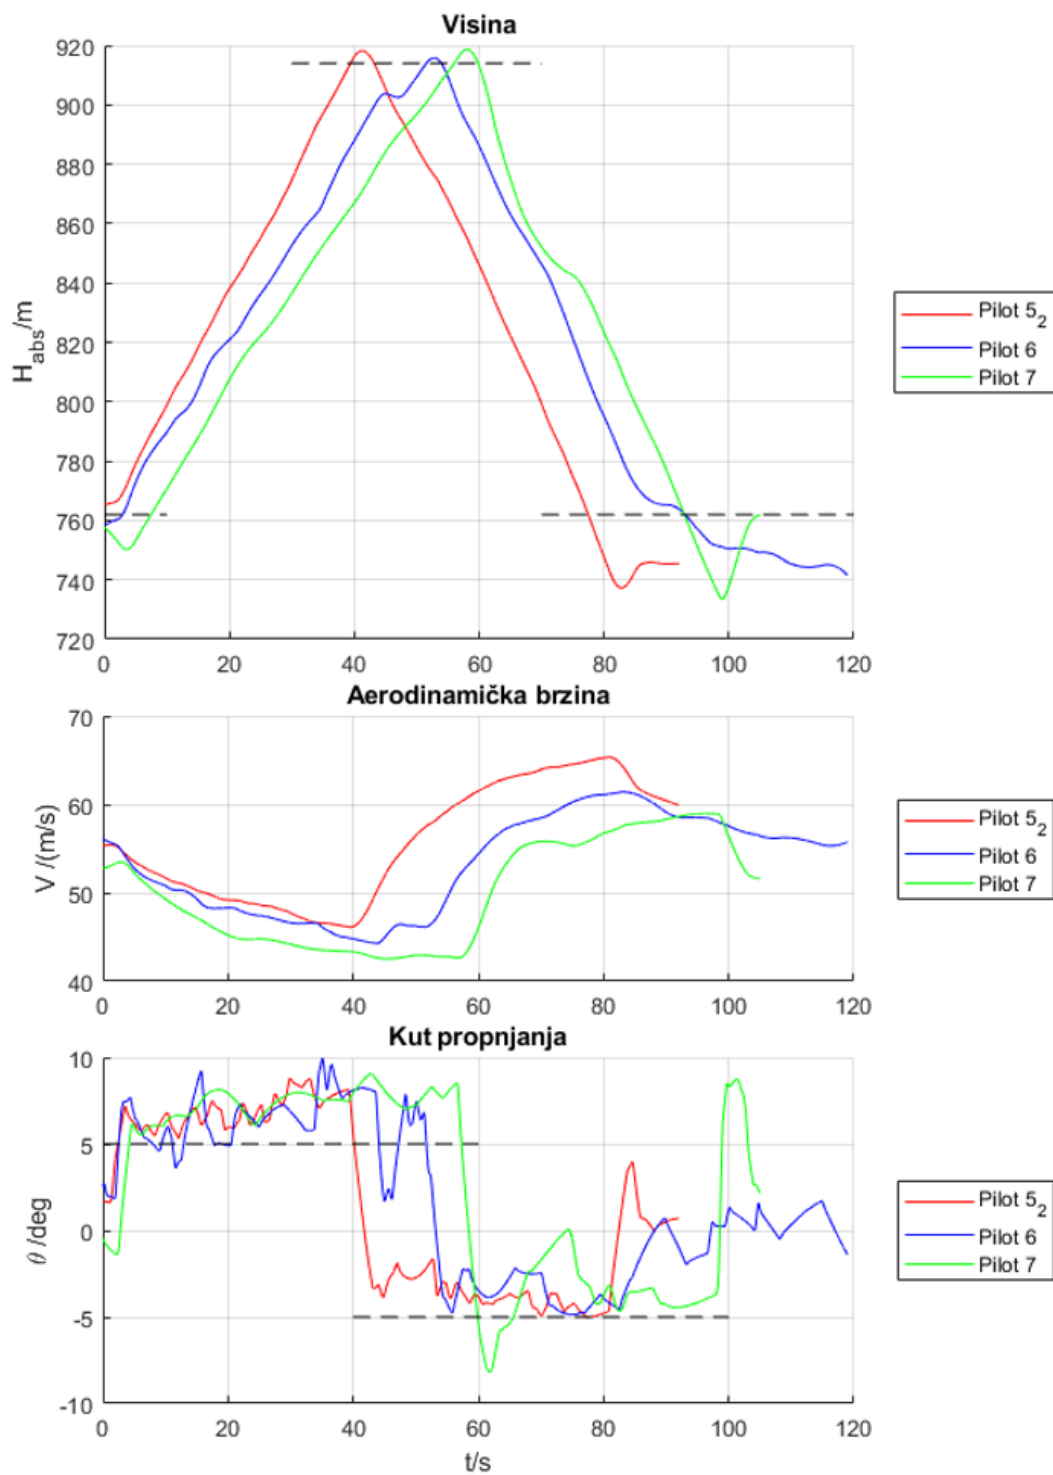 Visina
920
900
880
860
840
820
800
780
760
740
720
H_abs/m
0 20 40 60 80 100 120
Pilot 5_2
Pilot 6
Pilot 7
Aerodinamička brzina
70
60
50
40
V /(m/s)
0 20 40 60 80 100 120
Pilot 5_2
Pilot 6
Pilot 7
Kut propnjanja
10
5
0
-5
-10
θ /deg
0 20 40 60 80 100 120
t/s
Pilot 5_2
Pilot 6
Pilot 7